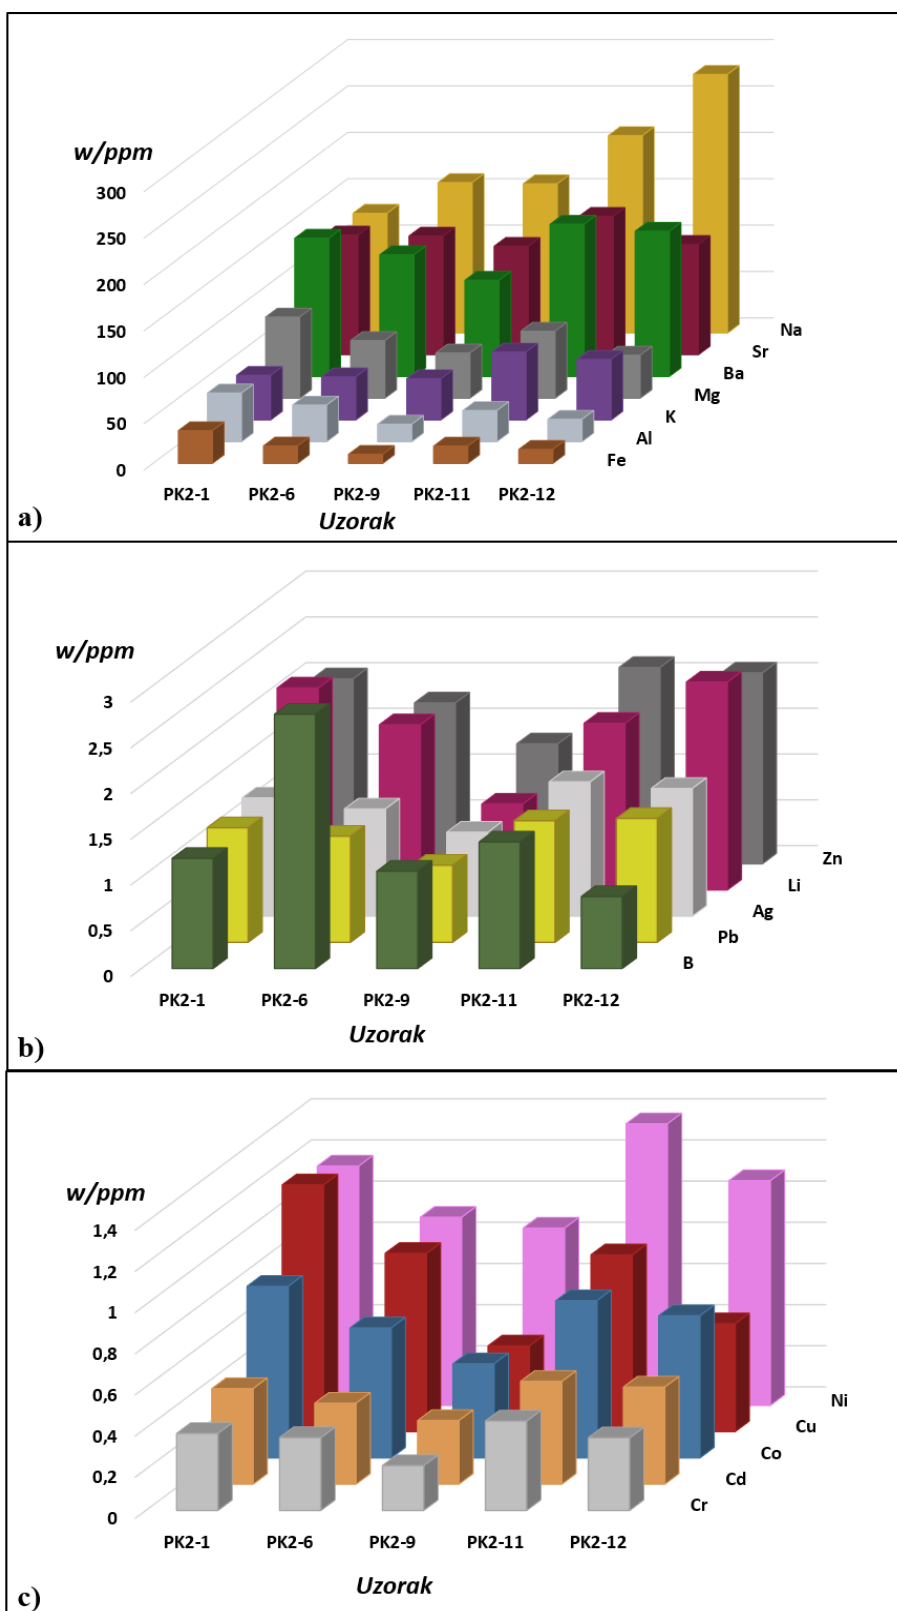 w/ppm
300
250
200
150
100
50
0
PK2-1 PK2-6 PK2-9 PK2-11 PK2-12
Uzorak
Na
Sr
Ba
Mg
K
Al
Fe
a)
w/ppm
3
2,5
2
1,5
1
0,5
0
PK2-1 PK2-6 PK2-9 PK2-11 PK2-12
Uzorak
Zn
Li
Ag
Pb
B
b)
w/ppm
1,4
1,2
1
0,8
0,6
0,4
0,2
0
PK2-1 PK2-6 PK2-9 PK2-11 PK2-12
Uzorak
Ni
Cu
Co
Cd
Cr
c)